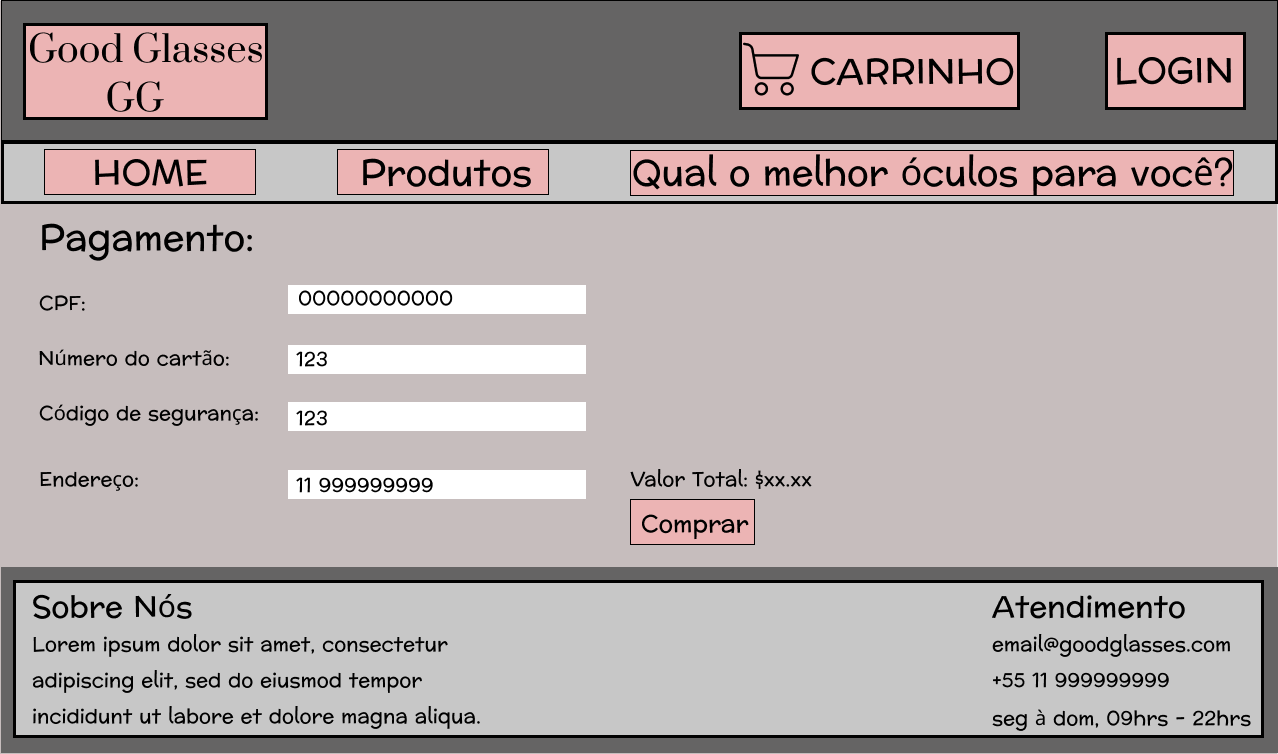 Good Glasses
GG
CARRINHO
LOGIN
HOME
Produtos
Qual o melhor óculos para você?
Pagamento:
CPF:
00000000000
Número do cartão:
123
Código de segurança:
123
Endereço:
11 999999999
Valor Total: $xx.xx
Comprar
Sobre Nós
Lorem ipsum dolor sit amet, consectetur
adipiscing elit, sed do eiusmod tempor
incididunt ut labore et dolore magna aliqua.
Atendimento
email@goodglasses.com
+55 11 999999999
seg à dom, 09hrs - 22hrs